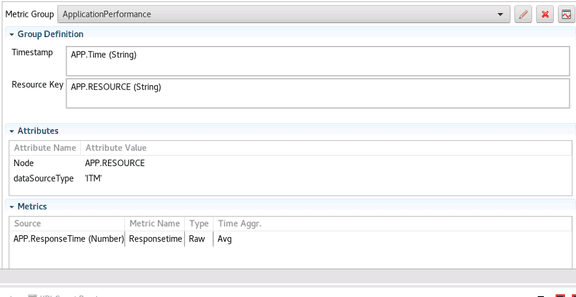 Metric Group ApplicationPerformance
Group Definition
Timestamp APP.Time (String)
Resource Key APP.RESOURCE (String)
Attributes
Attribute Name Attribute Value
Node APP.RESOURCE
dataSourceType 'ITM'
Metrics
Source Metric Name Type Time Aggr.
APP.ResponseTime (Number) Responsetime Raw Avg